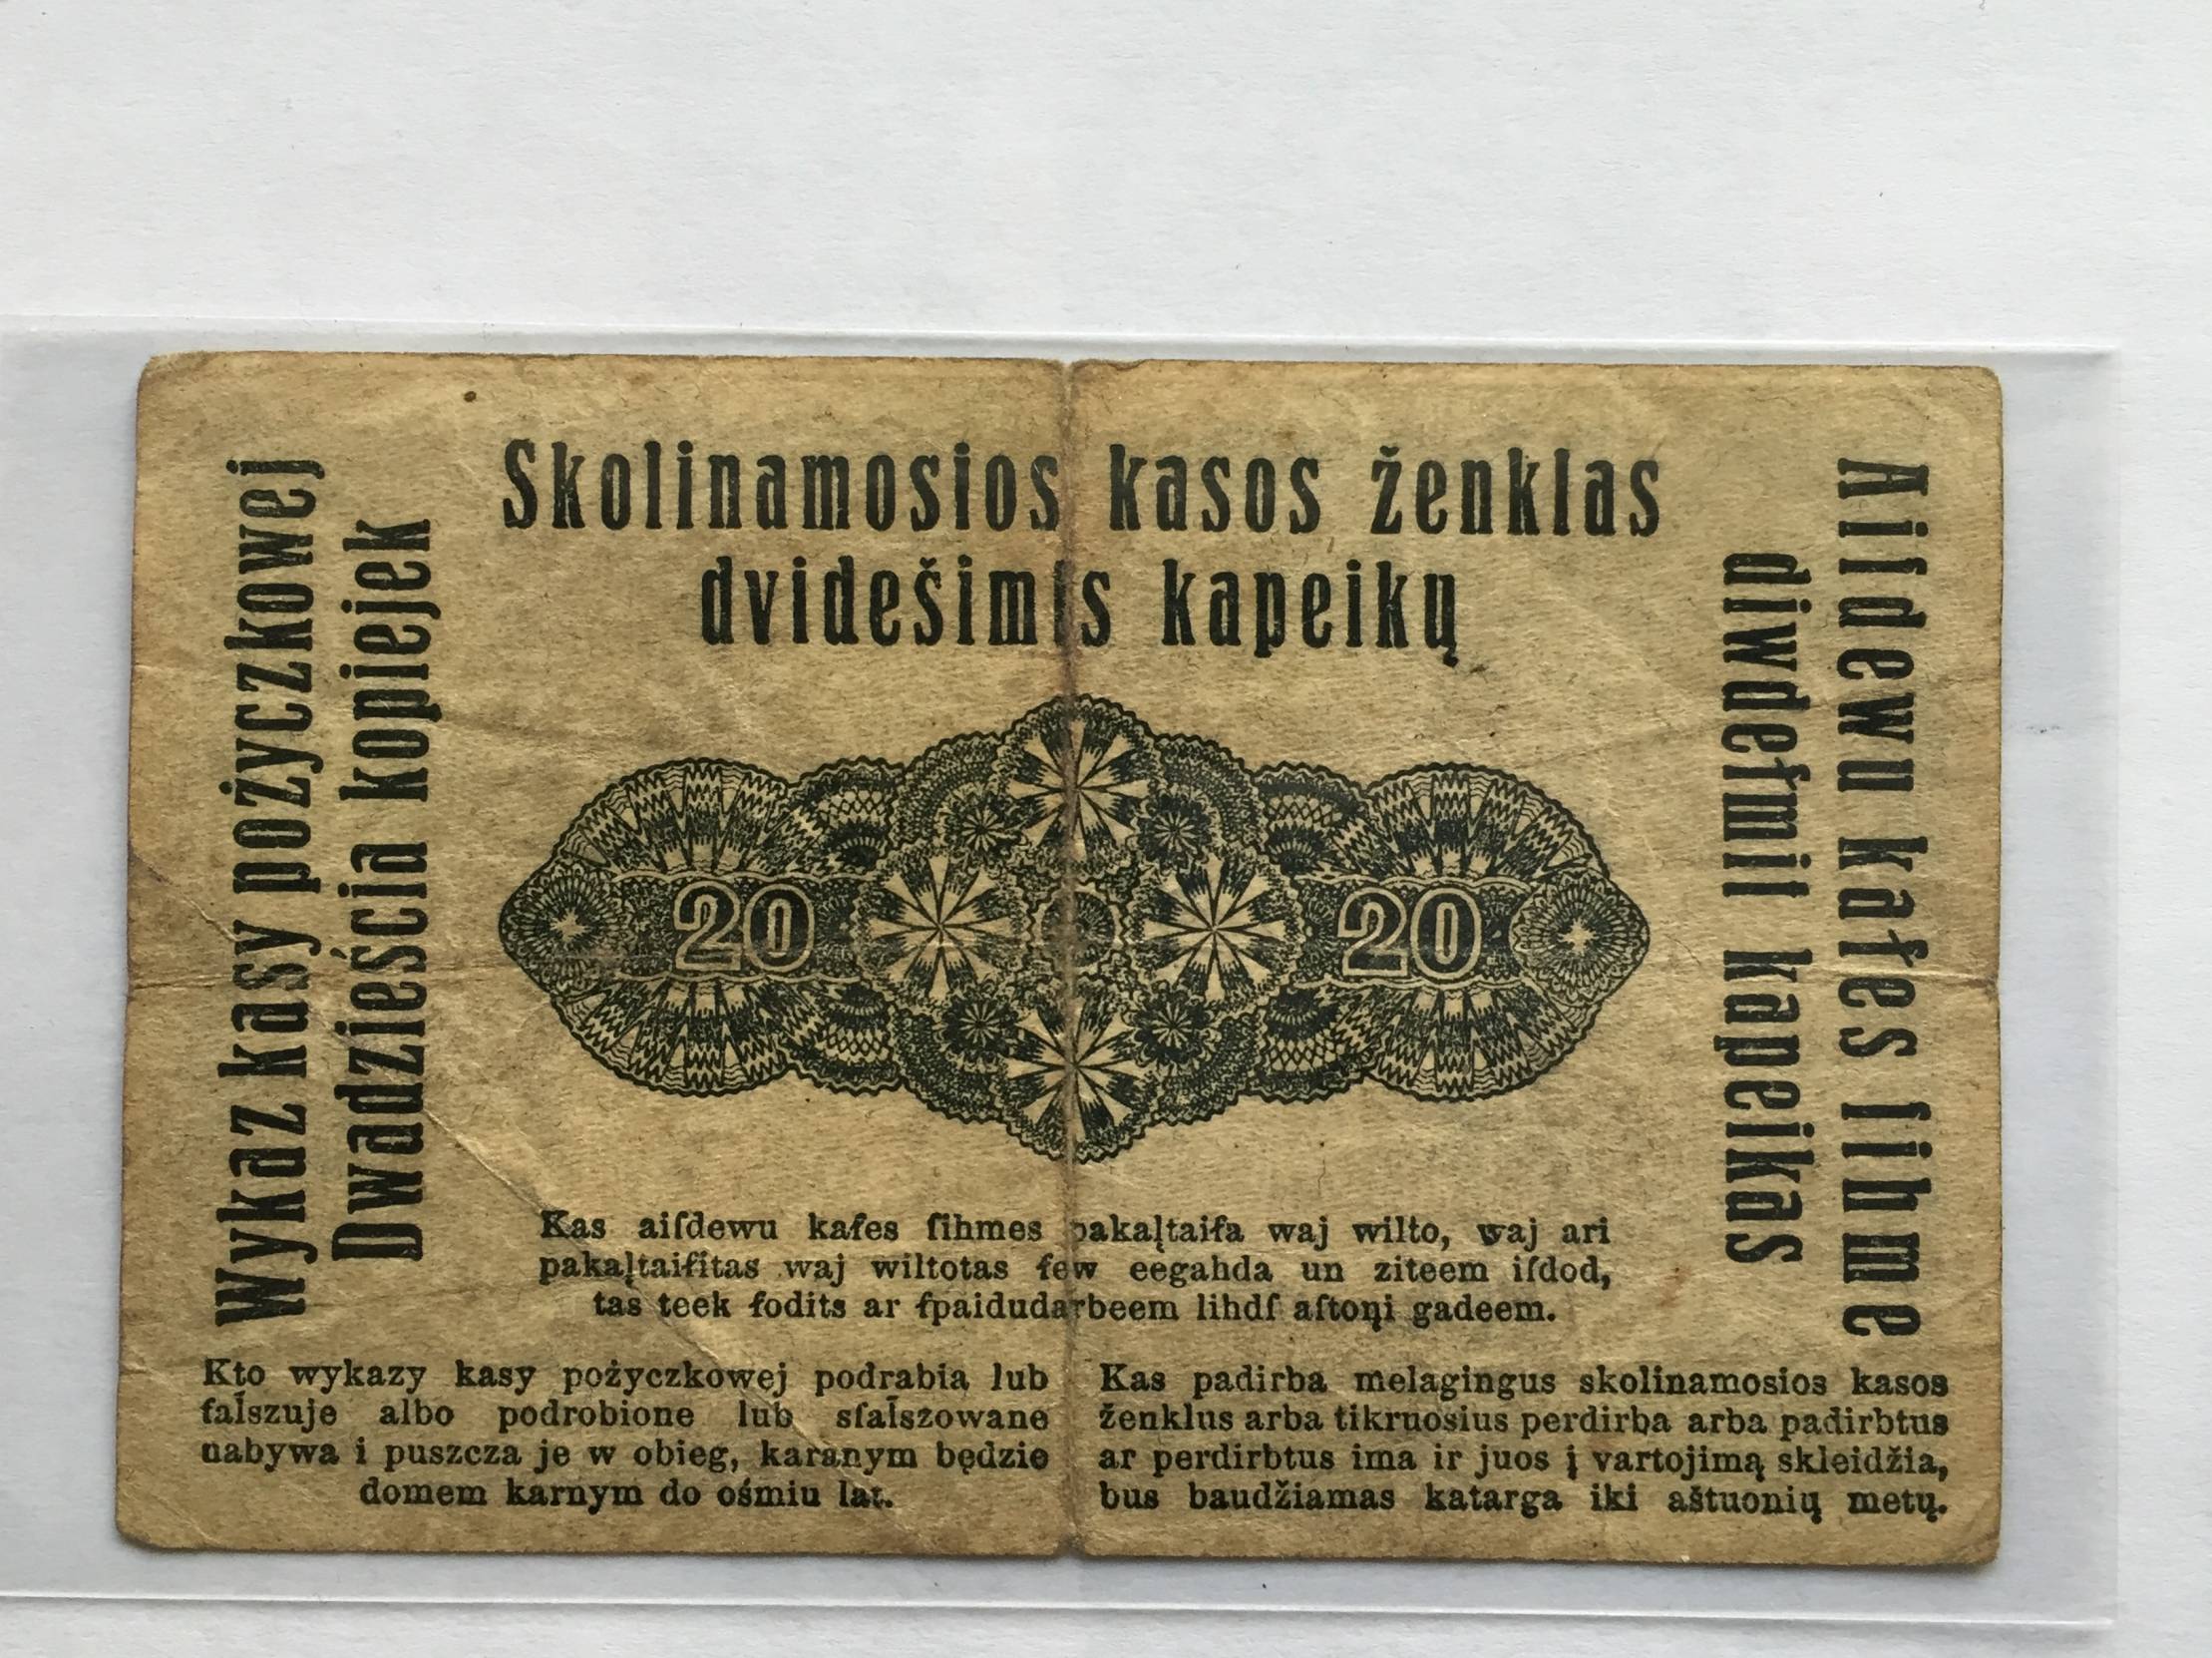 Skolinamosios kasos ženklas
dvidešimts kapeikų
Wykaz kasy pożyczkowej
Dwadzieścia kopiejek
Aiſdewu kaſes ſihme
diwdeſmit kapeikas
20 20
Kas aiſdewu kaſes ſihmes pakaļtaiſa waj wilto, waj ari
pakaļtaiſitas waj wiltotas ſew eegahda un ziteem iſdod,
tas teek ſodits ar ſpaidudarbeem lihdſ aſtoņi gadeem.
Kto wykazy kasy pożyczkowej podrabia lub
fałszuje albo podrobione lub sfałszowane
nabywa i puszcza je w obieg, karanym będzie
domem karnym do ośmiu lat.
Kas padirba melagingus skolinamosios kasos
ženklus arba tikruosius perdirba arba padirbtus
ar perdirbtus ima ir juos į vartojimą skleidžia,
bus baudžiamas katarga iki aštuonių metų.